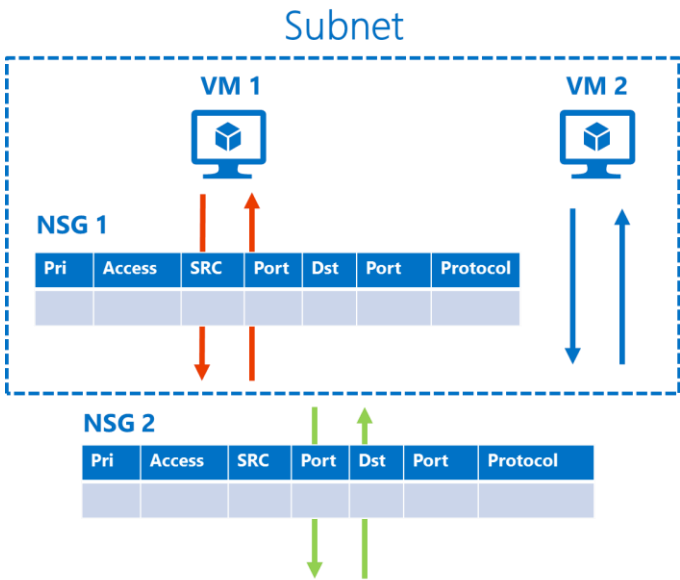 Subnet
VM 1
VM 2
NSG 1
Pri Access SRC Port Dst Port Protocol
NSG 2
Pri Access SRC Port Dst Port Protocol